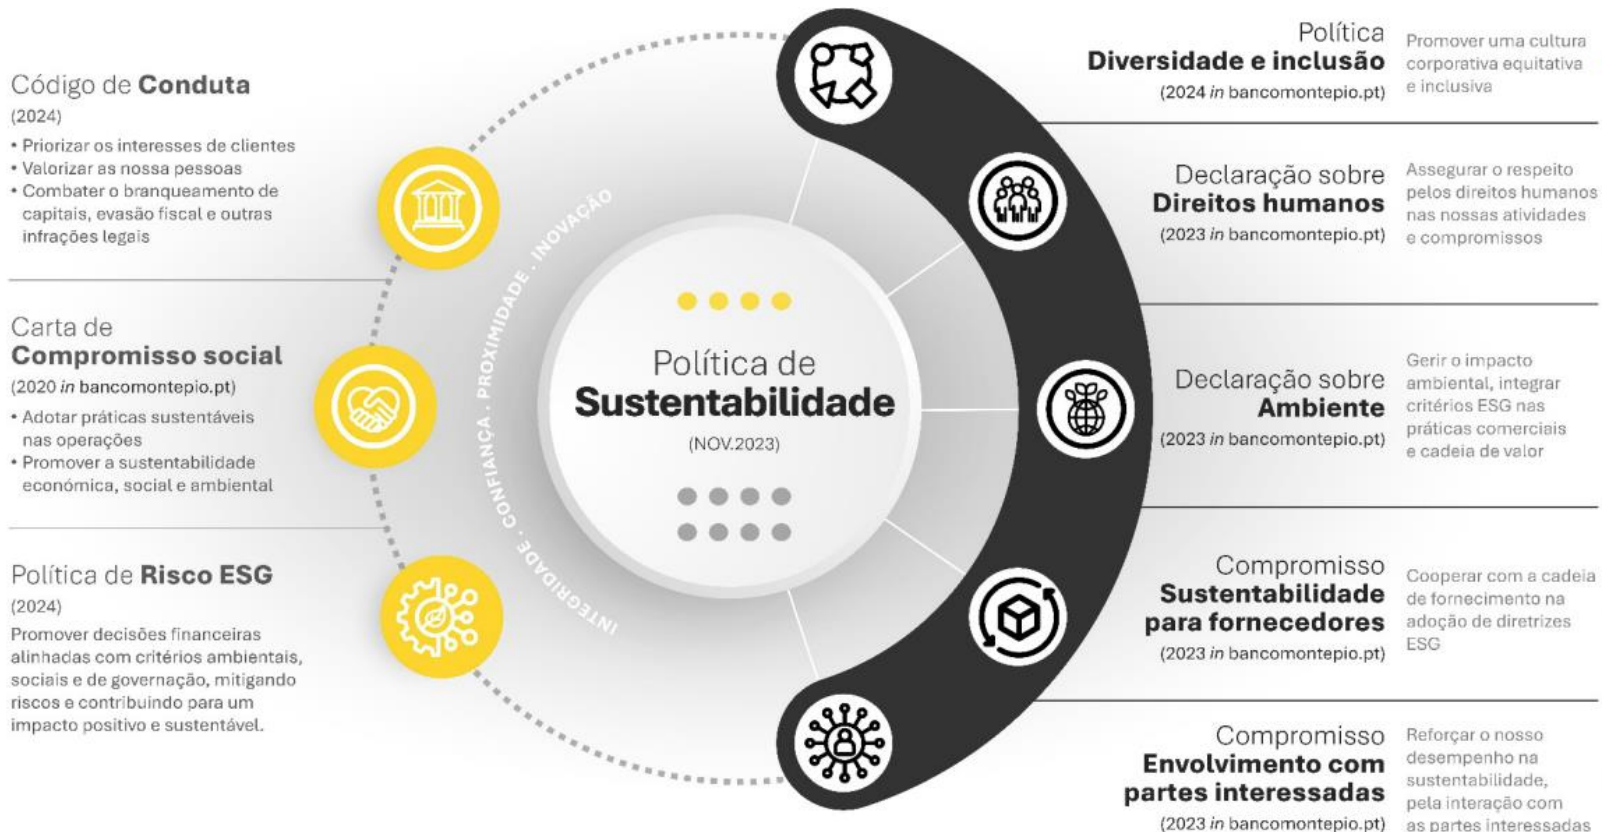 Código de Conduta
(2024)
• Priorizar os interesses de clientes
• Valorizar as nossa pessoas
• Combater o branqueamento de
capitais, evasão fiscal e outras
infrações legais
Carta de
Compromisso social
(2020 in bancomontepio.pt)
• Adotar práticas sustentáveis
nas operações
• Promover a sustentabilidade
económica, social e ambiental
Política de Risco ESG
(2024)
Promover decisões financeiras
alinhadas com critérios ambientais,
sociais e de governação, mitigando
riscos e contribuindo para um
impacto positivo e sustentável.
INTEGRIDADE . CONFIANÇA . PROXIMIDADE . INOVAÇÃO
Política de
Sustentabilidade
(NOV.2023)
Política
Diversidade e inclusão
(2024 in bancomontepio.pt)
Promover uma cultura
corporativa equitativa
e inclusiva
Declaração sobre
Direitos humanos
(2023 in bancomontepio.pt)
Assegurar o respeito
pelos direitos humanos
nas nossas atividades
e compromissos
Declaração sobre
Ambiente
(2023 in bancomontepio.pt)
Gerir o impacto
ambiental, integrar
critérios ESG nas
práticas comerciais
e cadeia de valor
Compromisso
Sustentabilidade
para fornecedores
(2023 in bancomontepio.pt)
Cooperar com a cadeia
de fornecimento na
adoção de diretrizes
ESG
Compromisso
Envolvimento com
partes interessadas
(2023 in bancomontepio.pt)
Reforçar o nosso
desempenho na
sustentabilidade,
pela interação com
as partes interessadas